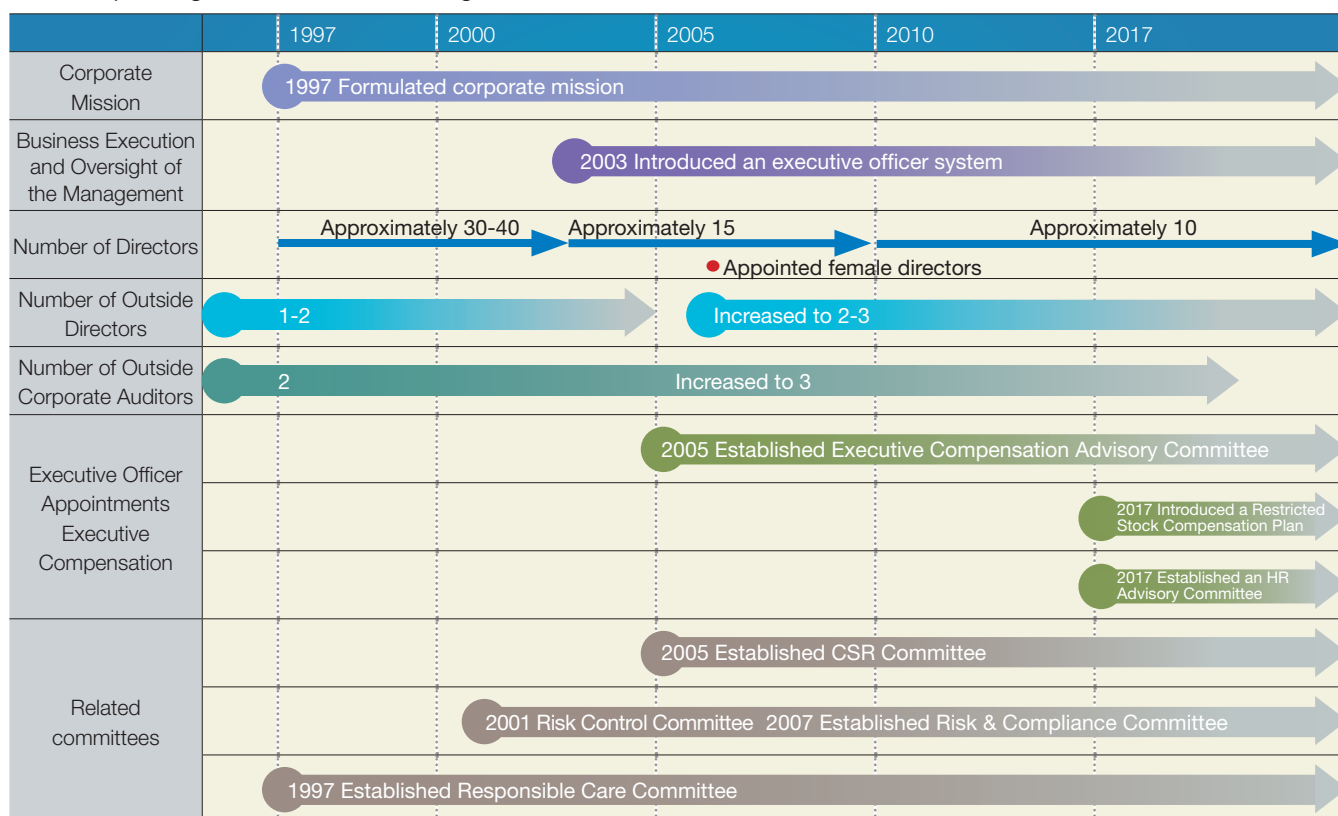 1997 2000 2005 2010 2017
Corporate
Mission
1997 Formulated corporate mission
Business Execution
and Oversight of
the Management
2003 Introduced an executive officer system
Number of Directors
Approximately 30-40 Approximately 15 Approximately 10
Appointed female directors
Number of Outside
Directors
1-2 Increased to 2-3
Number of Outside
Corporate Auditors
2 Increased to 3
Executive Officer
Appointments
Executive
Compensation
2005 Established Executive Compensation Advisory Committee
2017 Introduced a Restricted
Stock Compensation Plan
2017 Established an HR
Advisory Committee
Related
committees
2005 Established CSR Committee
2001 Risk Control Committee 2007 Established Risk & Compliance Committee
1997 Established Responsible Care Committee